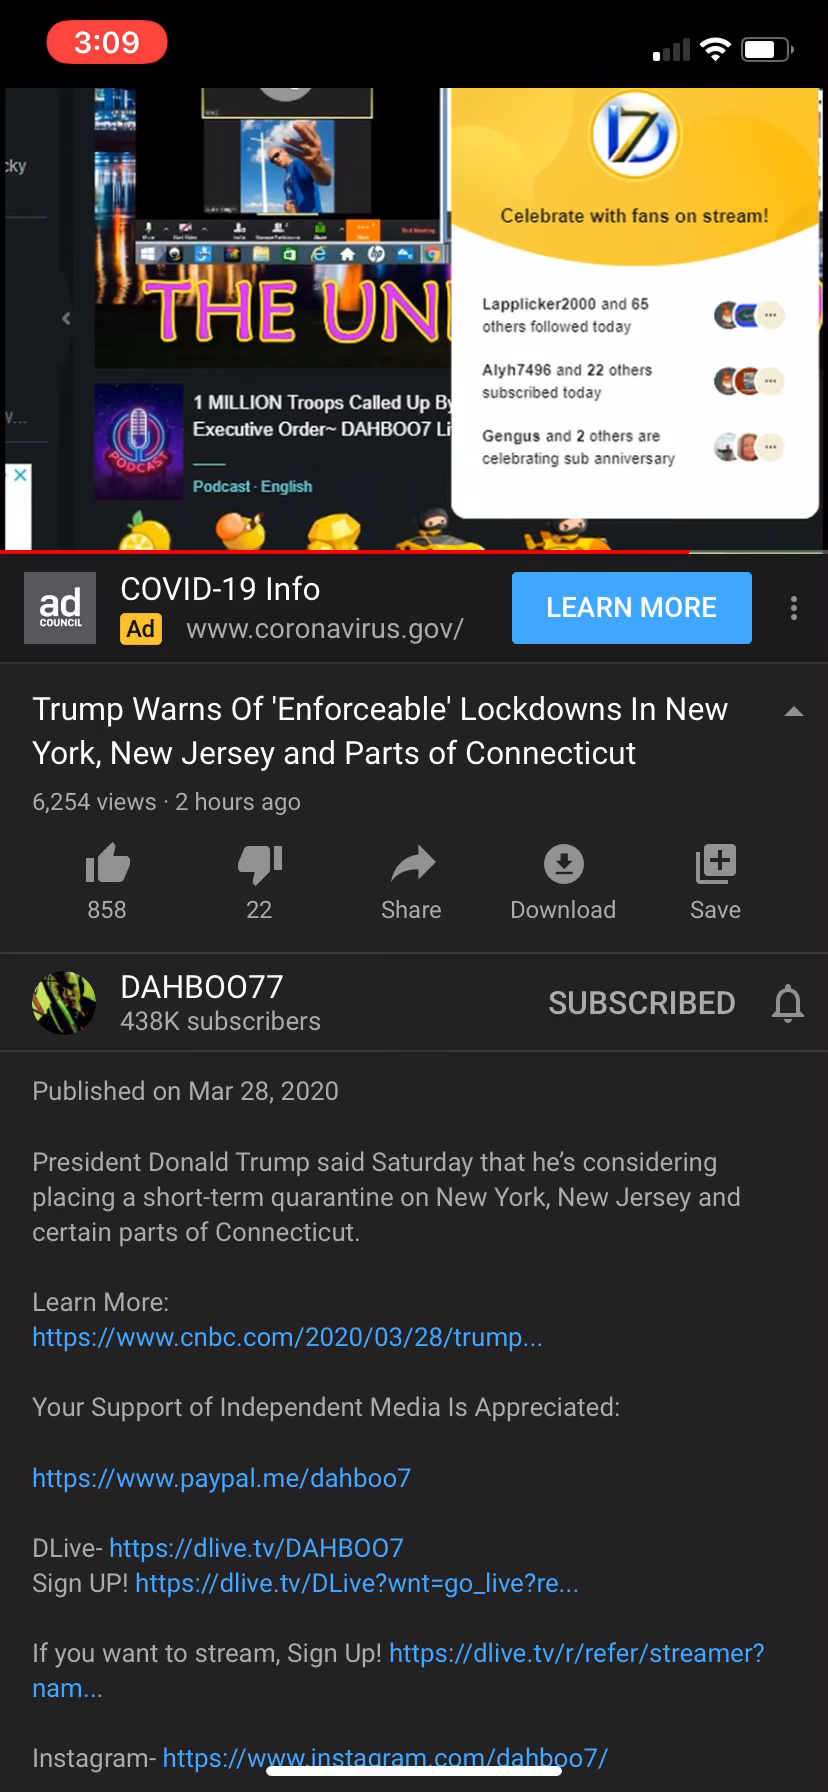 3:09
cky
Celebrate with fans on stream!
THE UN
Lapplicker2000 and 65
others followed today
Alyh7496 and 22 others
subscribed today
Gengus and 2 others are
celebrating sub anniversary
PODCAST
1 MILLION Troops Called Up By
Executive Order~ DAHBOO7 Li
Podcast · English
ad
COUNCIL
COVID-19 Info
Ad www.coronavirus.gov/
LEARN MORE
Trump Warns Of 'Enforceable' Lockdowns In New
York, New Jersey and Parts of Connecticut
6,254 views · 2 hours ago
858
22
Share
Download
Save
DAHBOO77
438K subscribers
SUBSCRIBED
Published on Mar 28, 2020
President Donald Trump said Saturday that he’s considering
placing a short-term quarantine on New York, New Jersey and
certain parts of Connecticut.
Learn More:
https://www.cnbc.com/2020/03/28/trump...
Your Support of Independent Media Is Appreciated:
https://www.paypal.me/dahboo7
DLive- https://dlive.tv/DAHBOO7
Sign UP! https://dlive.tv/DLive?wnt=go_live?re...
If you want to stream, Sign Up! https://dlive.tv/r/refer/streamer?
nam...
Instagram- https://www.instagram.com/dahboo7/